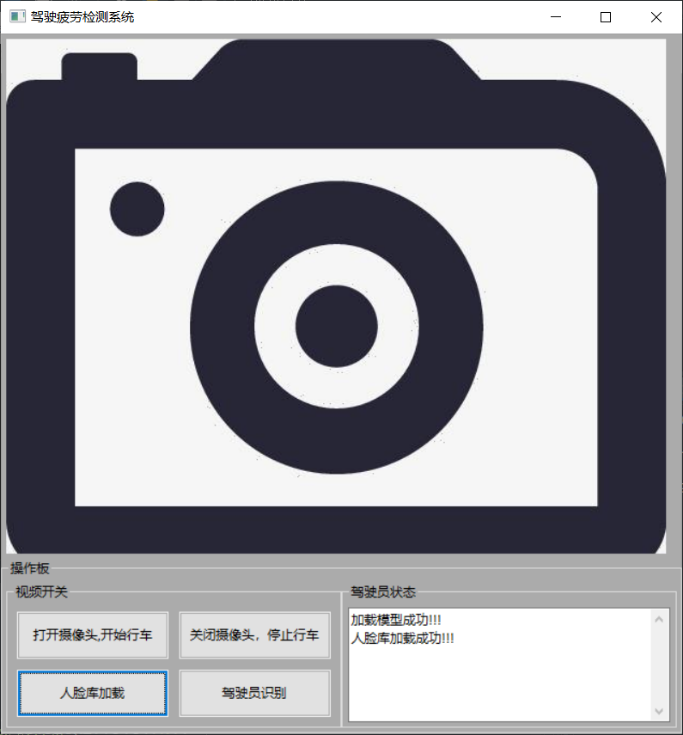 驾驶疲劳检测系统
操作板
视频开关
打开摄像头,开始行车
关闭摄像头，停止行车
人脸库加载
驾驶员识别
驾驶员状态
加载模型成功!!!
人脸库加载成功!!!